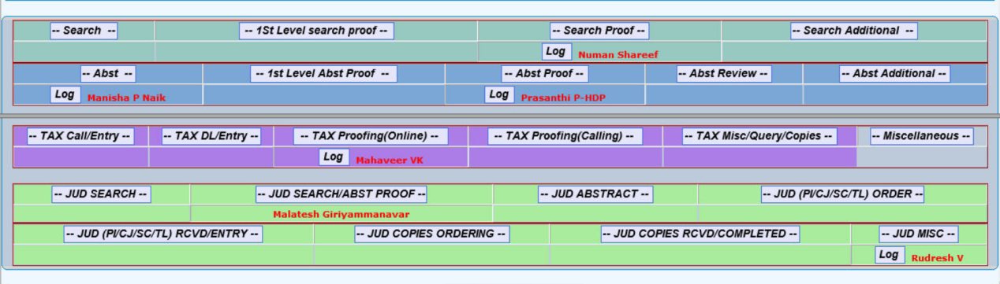 -- Search -- -- 1St Level search proof -- -- Search Proof -- -- Search Additional --
Log Numan Shareef
-- Abst -- -- 1st Level Abst Proof -- -- Abst Proof -- -- Abst Review -- -- Abst Additional --
Log Manisha P Naik Log Prasanthi P-HDP
-- TAX Call/Entry -- -- TAX DL/Entry -- -- TAX Proofing(Online) -- -- TAX Proofing(Calling) -- -- TAX Misc/Query/Copies -- -- Miscellaneous --
Log Mahaveer VK
-- JUD SEARCH -- -- JUD SEARCH/ABST PROOF -- -- JUD ABSTRACT -- -- JUD (PI/CJ/SC/TL) ORDER --
Malatesh Giriyammanavar
-- JUD (PI/CJ/SC/TL) RCVD/ENTRY -- -- JUD COPIES ORDERING -- -- JUD COPIES RCVD/COMPLETED -- -- JUD MISC --
Log Rudresh V